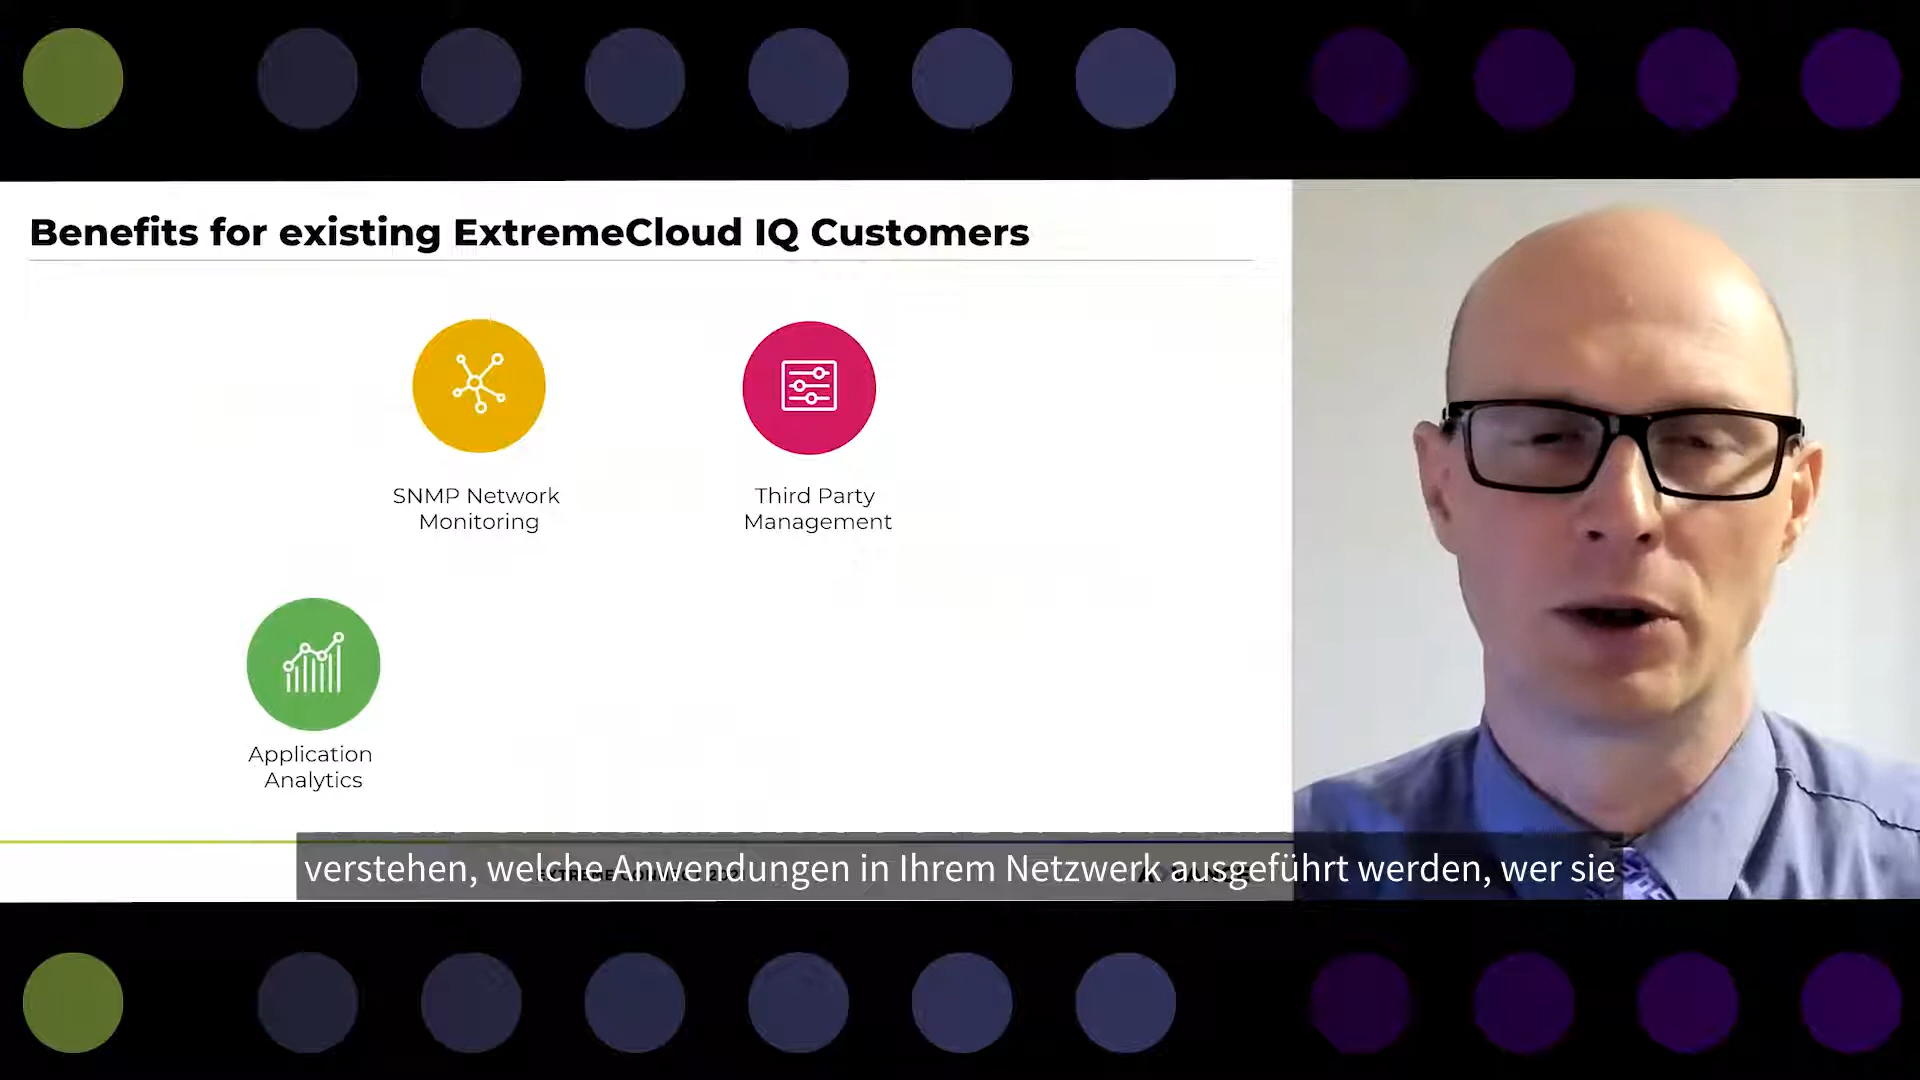 Benefits for existing ExtremeCloud IQ Customers
SNMP Network
Monitoring
Third Party
Management
Application
Analytics
verstehen, welche Anwendungen in Ihrem Netzwerk ausgeführt werden, wer sie